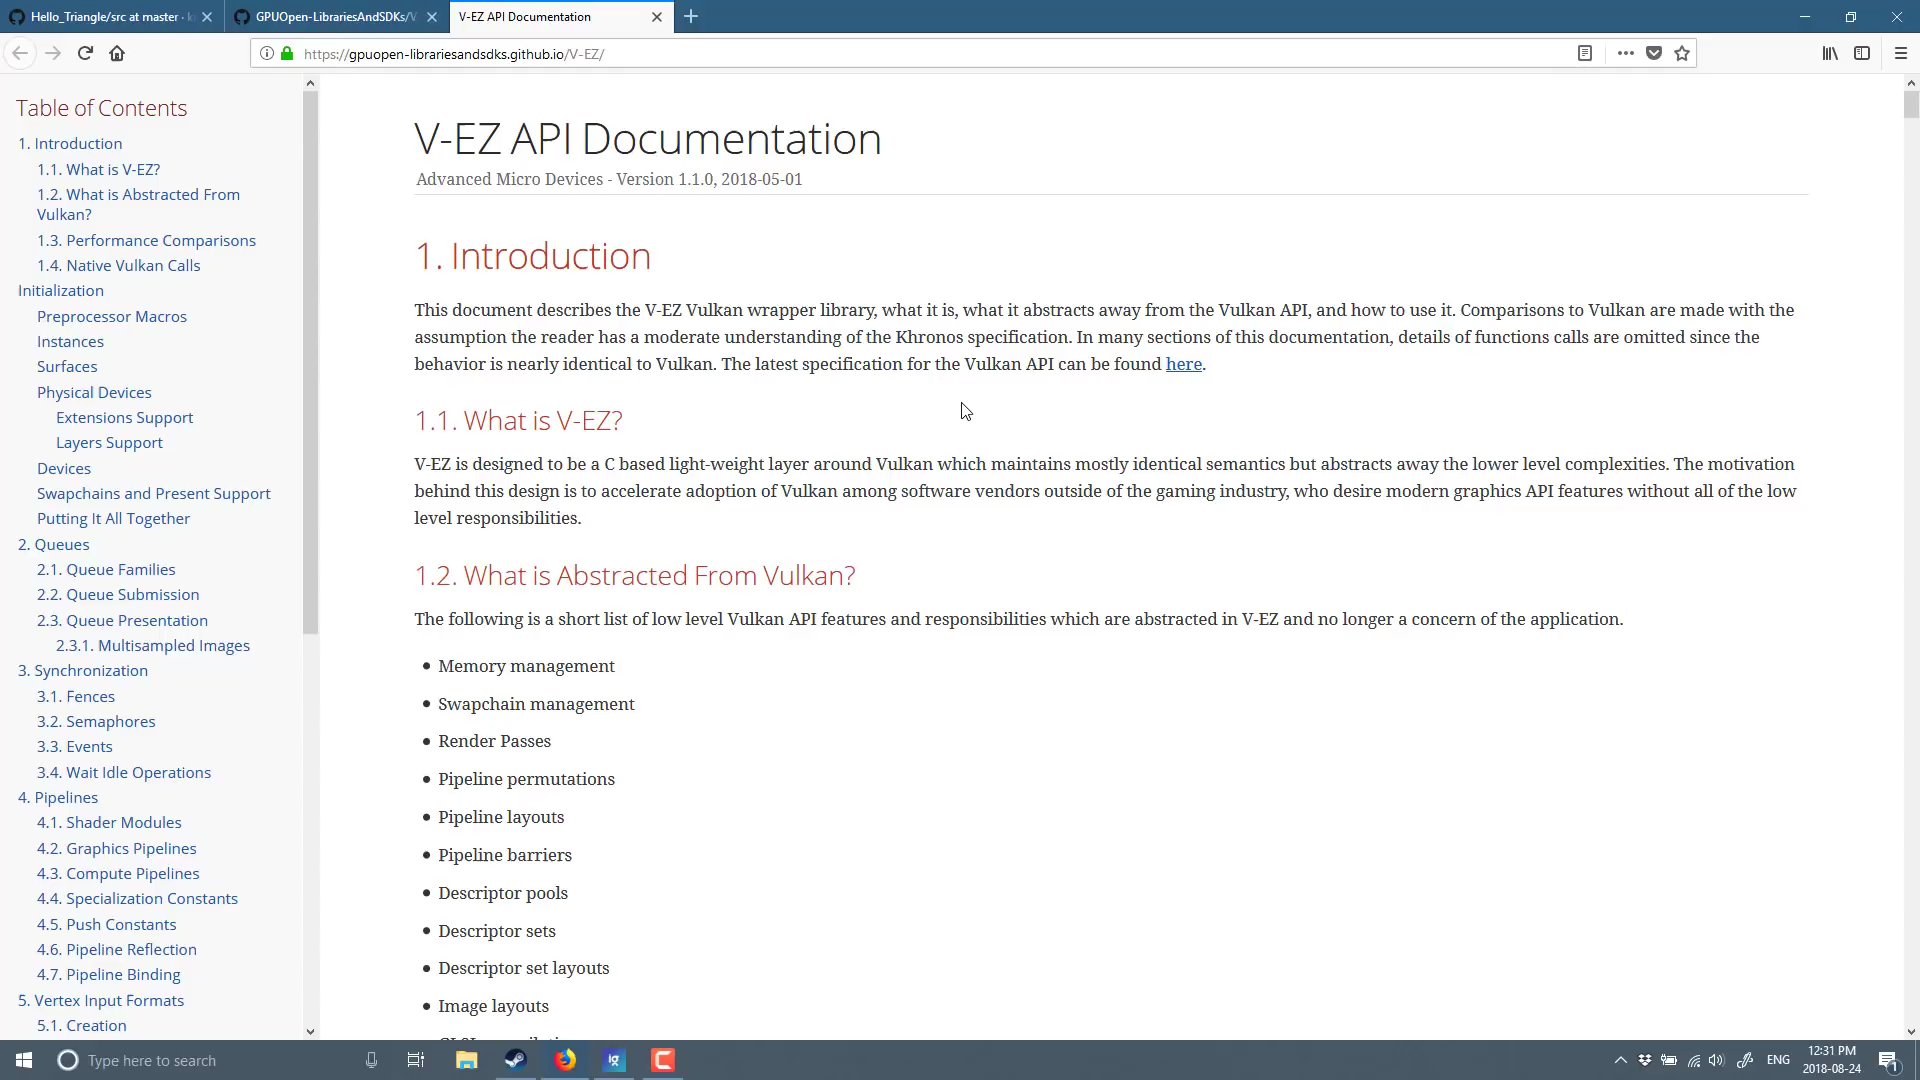 Hello_Triangle/src at master ·
GPUOpen-LibrariesAndSDKs/V
V-EZ API Documentation
https://gpuopen-librariesandsdks.github.io/V-EZ/
Table of Contents
1. Introduction
1.1. What is V-EZ?
1.2. What is Abstracted From
Vulkan?
1.3. Performance Comparisons
1.4. Native Vulkan Calls
Initialization
Preprocessor Macros
Instances
Surfaces
Physical Devices
Extensions Support
Layers Support
Devices
Swapchains and Present Support
Putting It All Together
2. Queues
2.1. Queue Families
2.2. Queue Submission
2.3. Queue Presentation
2.3.1. Multisampled Images
3. Synchronization
3.1. Fences
3.2. Semaphores
3.3. Events
3.4. Wait Idle Operations
4. Pipelines
4.1. Shader Modules
4.2. Graphics Pipelines
4.3. Compute Pipelines
4.4. Specialization Constants
4.5. Push Constants
4.6. Pipeline Reflection
4.7. Pipeline Binding
5. Vertex Input Formats
5.1. Creation
V-EZ API Documentation
Advanced Micro Devices - Version 1.1.0, 2018-05-01
1. Introduction
This document describes the V-EZ Vulkan wrapper library, what it is, what it abstracts away from the Vulkan API, and how to use it. Comparisons to Vulkan are made with the
assumption the reader has a moderate understanding of the Khronos specification. In many sections of this documentation, details of functions calls are omitted since the
behavior is nearly identical to Vulkan. The latest specification for the Vulkan API can be found here.
1.1. What is V-EZ?
V-EZ is designed to be a C based light-weight layer around Vulkan which maintains mostly identical semantics but abstracts away the lower level complexities. The motivation
behind this design is to accelerate adoption of Vulkan among software vendors outside of the gaming industry, who desire modern graphics API features without all of the low
level responsibilities.
1.2. What is Abstracted From Vulkan?
The following is a short list of low level Vulkan API features and responsibilities which are abstracted in V-EZ and no longer a concern of the application.
• Memory management
• Swapchain management
• Render Passes
• Pipeline permutations
• Pipeline layouts
• Pipeline barriers
• Descriptor pools
• Descriptor sets
• Descriptor set layouts
• Image layouts
Type here to search
ENG
12:31 PM
2018-08-24